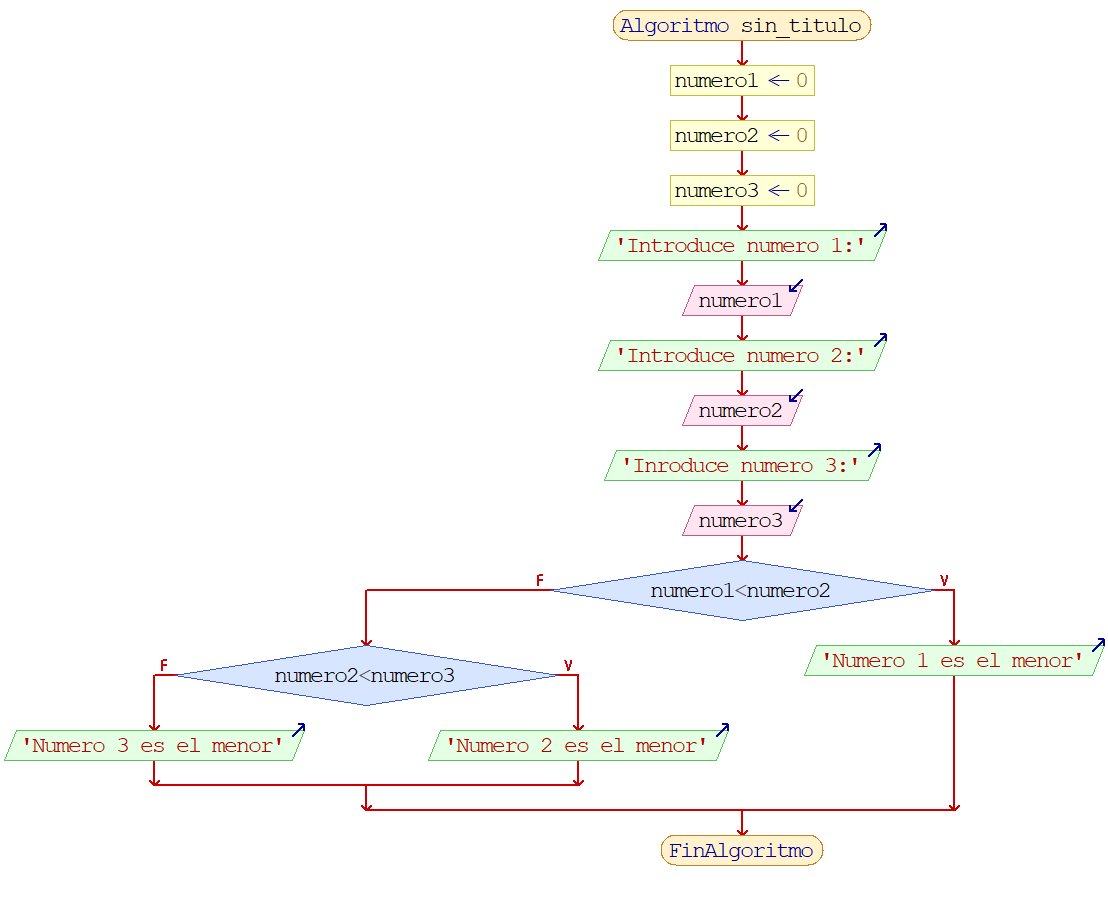 Algoritmo sin_titulo
numero1 ← 0
numero2 ← 0
numero3 ← 0
'Introduce numero 1:'
numero1
'Introduce numero 2:'
numero2
'Inroduce numero 3:'
numero3
F
V
numero1<numero2
'Numero 1 es el menor'
F
V
numero2<numero3
'Numero 3 es el menor'
'Numero 2 es el menor'
FinAlgoritmo